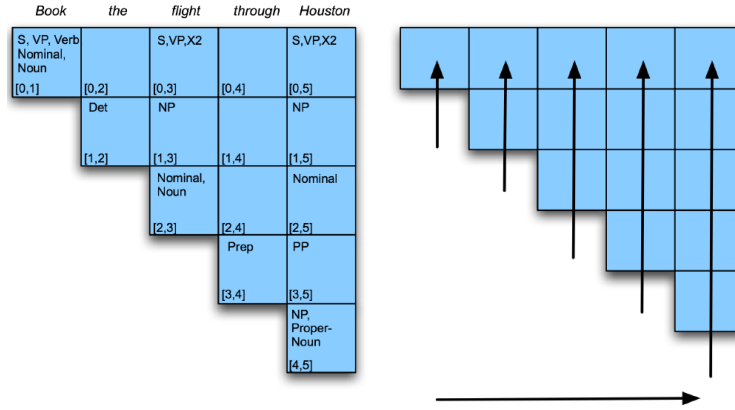 Book the flight through Houston
S, VP, Verb
Nominal,
Noun
[0,1]
[0,2]
S,VP,X2
[0,3]
[0,4]
S,VP,X2
[0,5]
Det
[1,2]
NP
[1,3]
[1,4]
NP
[1,5]
Nominal,
Noun
[2,3]
[2,4]
Nominal
[2,5]
Prep
[3,4]
PP
[3,5]
NP,
Proper-
Noun
[4,5]